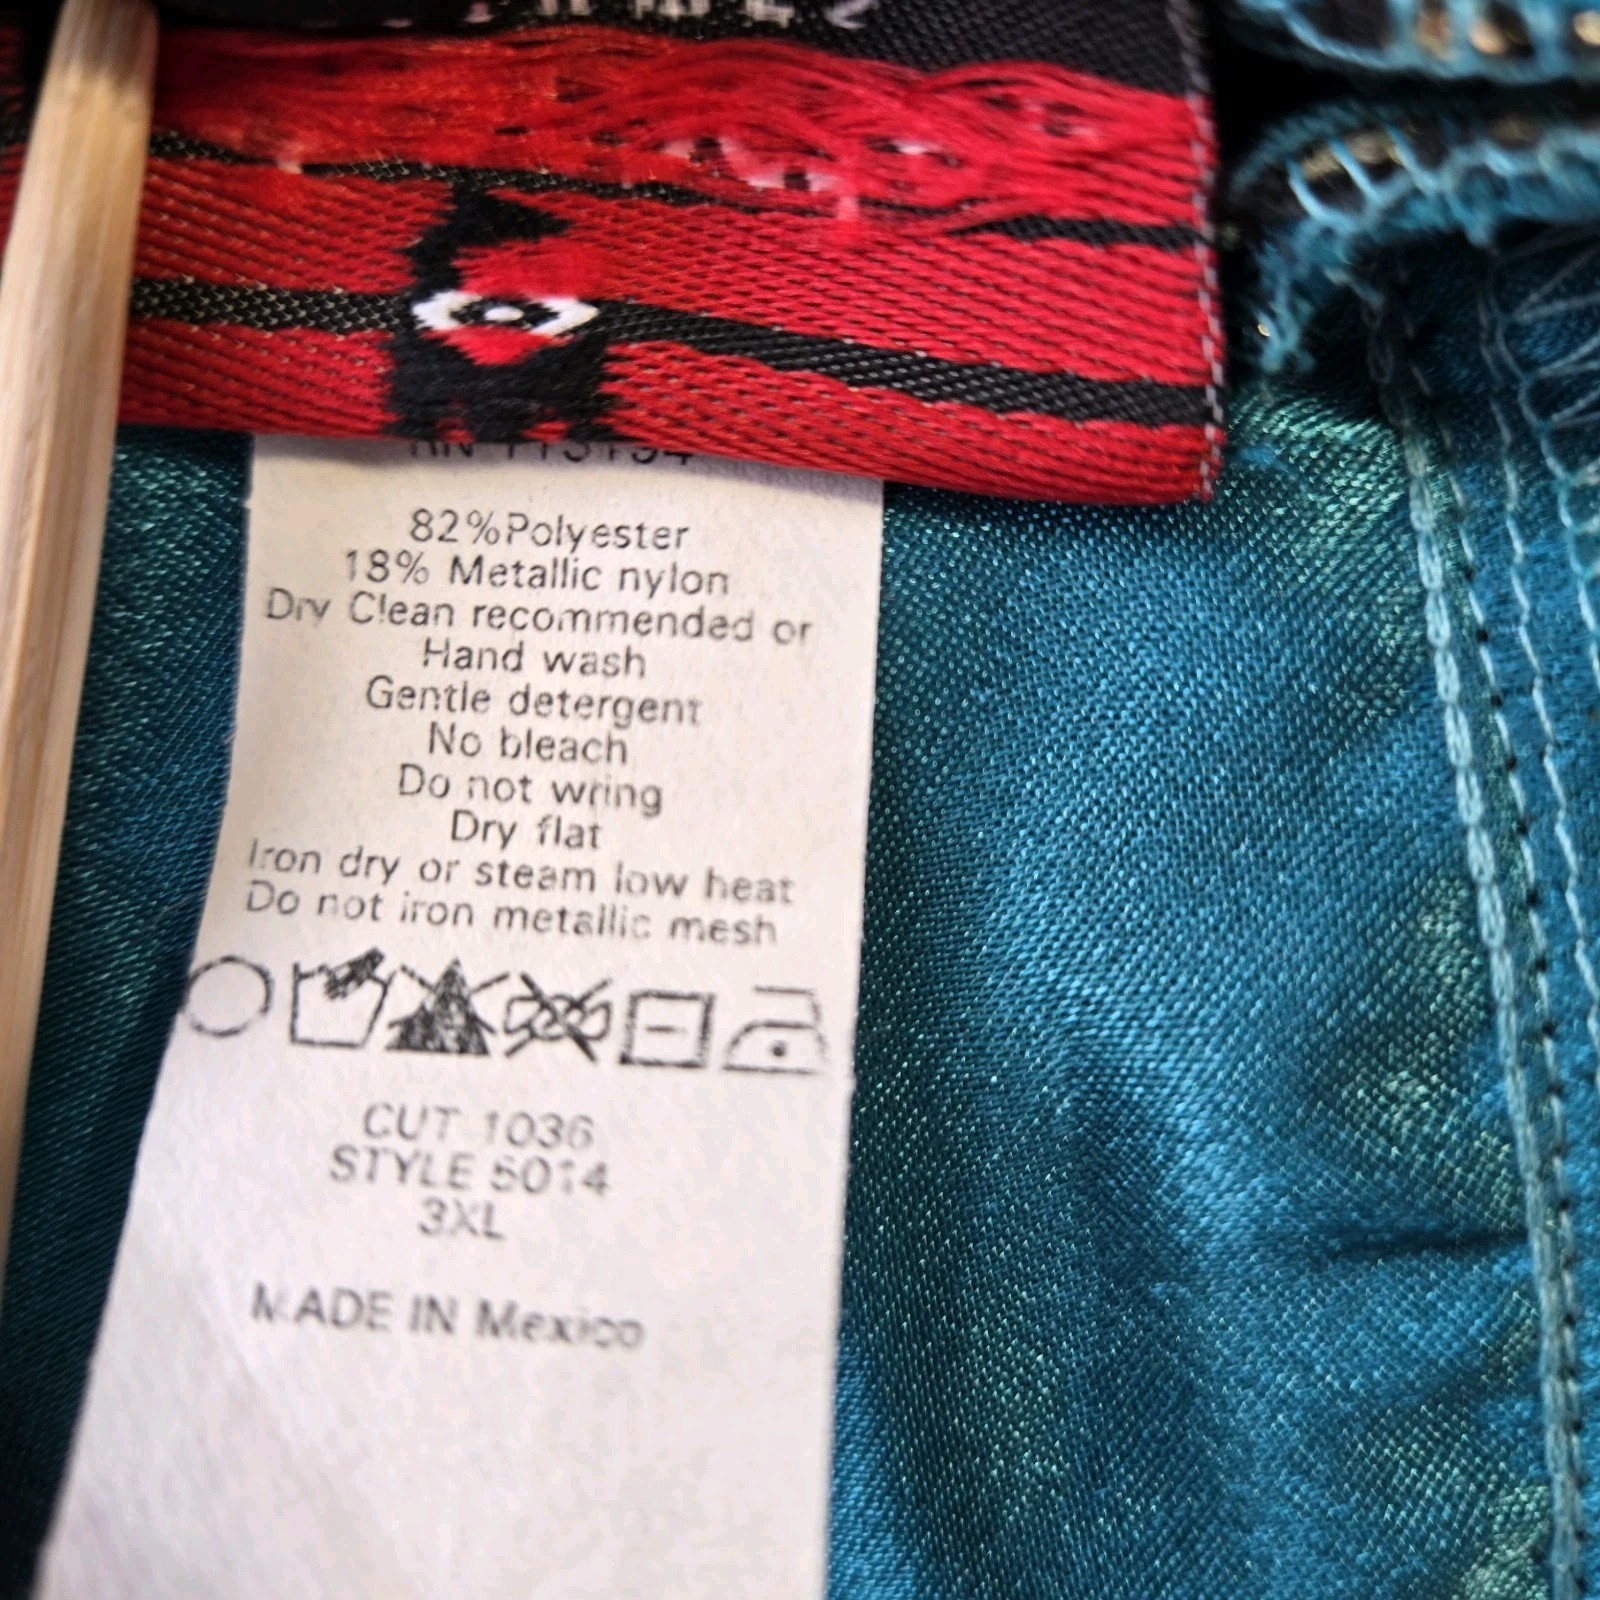 82%Polyester
18% Metallic nylon
Dry Clean recommended or
Hand wash
Gentle detergent
No bleach
Do not wring
Dry flat
Iron dry or steam low heat
Do not iron metallic mesh
CUT 1036
STYLE 5014
3XL
MADE IN Mexico